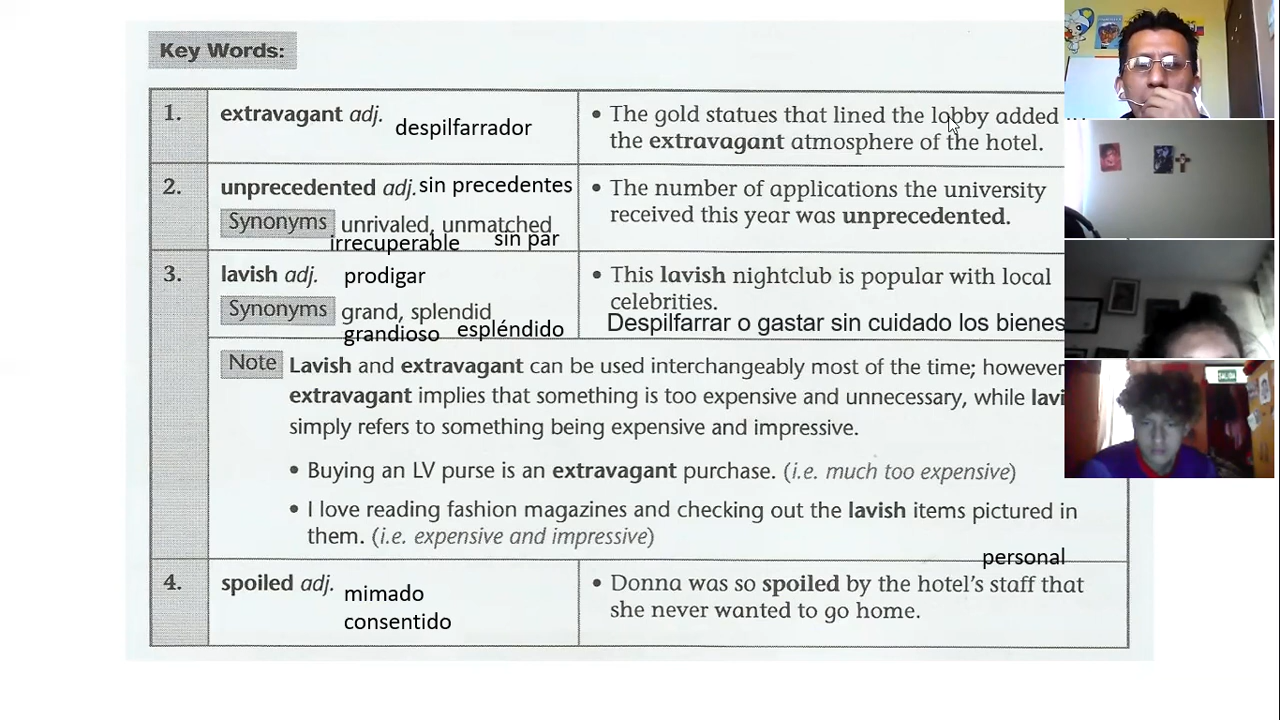 Key Words:
1. extravagant adj. despilfarrador
• The gold statues that lined the lobby added
the extravagant atmosphere of the hotel.
2. unprecedented adj. sin precedentes
Synonyms unrivaled, unmatched
irrecuperable sin par
• The number of applications the university
received this year was unprecedented.
3. lavish adj. prodigar
Synonyms grand, splendid
grandioso espléndido
• This lavish nightclub is popular with local
celebrities.
Despilfarrar o gastar sin cuidado los bienes
Note Lavish and extravagant can be used interchangeably most of the time; however
extravagant implies that something is too expensive and unnecessary, while lavi
simply refers to something being expensive and impressive.
• Buying an LV purse is an extravagant purchase. (i.e. much too expensive)
• I love reading fashion magazines and checking out the lavish items pictured in
them. (i.e. expensive and impressive)
personal
4. spoiled adj. mimado
consentido
• Donna was so spoiled by the hotel's staff that
she never wanted to go home.